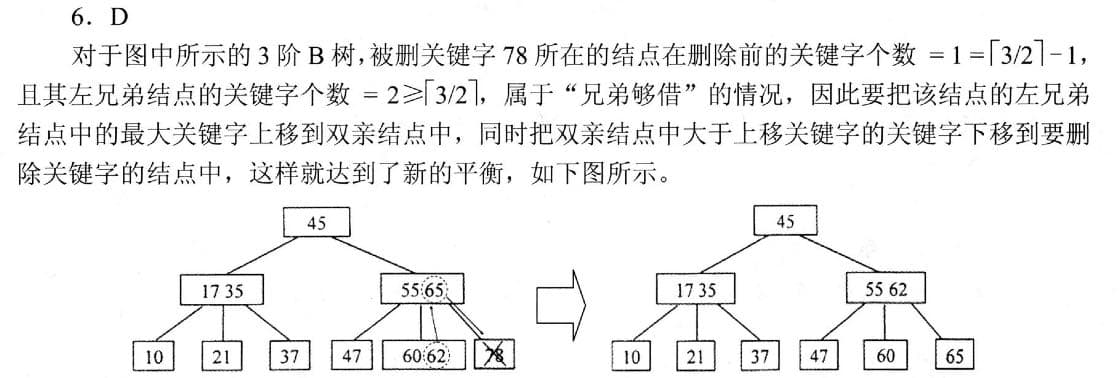 6．D
对于图中所示的 3 阶 B 树，被删关键字 78 所在的结点在删除前的关键字个数 = 1 =⌈3/2⌉－1，
且其左兄弟结点的关键字个数 = 2≥⌈3/2⌉，属于“兄弟够借”的情况，因此要把该结点的左兄弟
结点中的最大关键字上移到双亲结点中，同时把双亲结点中大于上移关键字的关键字下移到要删
除关键字的结点中，这样就达到了新的平衡，如下图所示。
45 45
17 35 55 65 17 35 55 62
10 21 37 47 60 62 78 10 21 37 47 60 65